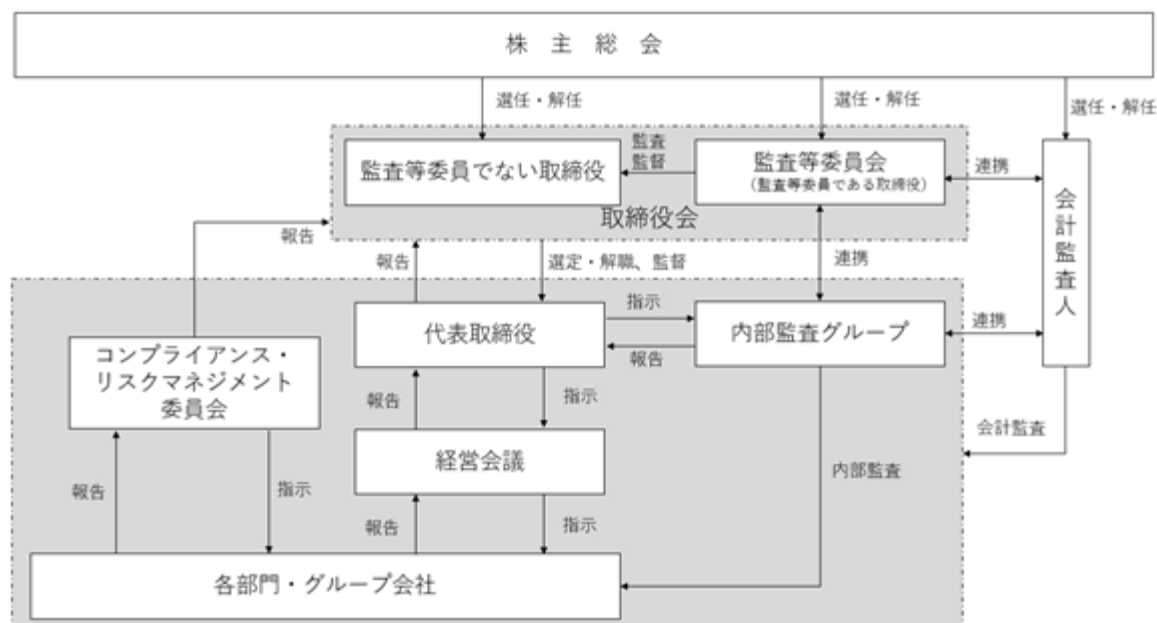 株 主 総 会
選任・解任
選任・解任
選任・解任
監査等委員でない取締役
監査
監督
監査等委員会
（監査等委員である取締役）
連携
会計監査人
取締役会
報告
報告
選定・解職、監督
連携
代表取締役
指示
報告
内部監査グループ
連携
コンプライアンス・
リスクマネジメント
委員会
報告
指示
会計監査
経営会議
内部監査
報告
指示
報告
指示
各部門・グループ会社